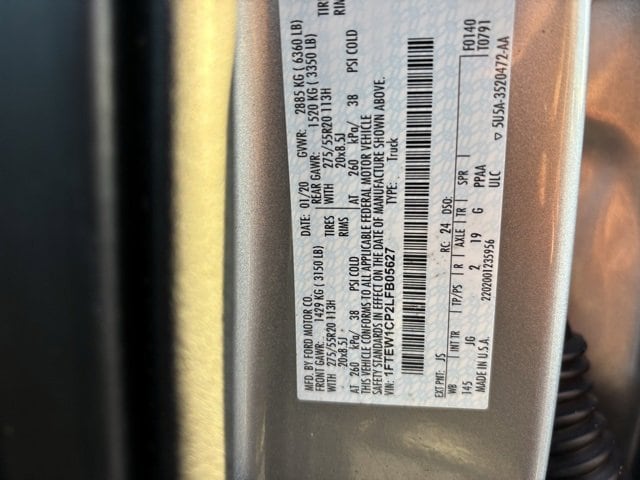 MFD. BY FORD MOTOR CO. DATE: 01/20 GVWR: 2885 KG ( 6360 LB)
FRONT GAWR: 1429 KG ( 3150 LB) REAR GAWR: 1520 KG ( 3350 LB)
WITH 275/55R20 113H TIRES WITH 275/55R20 113H TIRES
20x8.5J RIMS 20x8.5J RIMS
AT 260 kPa/ 38 PSI COLD AT 260 kPa/ 38 PSI COLD
THIS VEHICLE CONFORMS TO ALL APPLICABLE FEDERAL MOTOR VEHICLE
SAFETY STANDARDS IN EFFECT ON THE DATE OF MANUFACTURE SHOWN ABOVE.
VIN: 1FTEW1CP2LFB05627 TYPE: Truck
F0140
T0791
EXT PNT: JS RC: 24 DSO:
WB INT TR TP/PS R AXLE TR SPR
145 JG 2 19 G PPAA
MADE IN U.S.A. 2202001235956 ULC
5U5A-3520472-AA